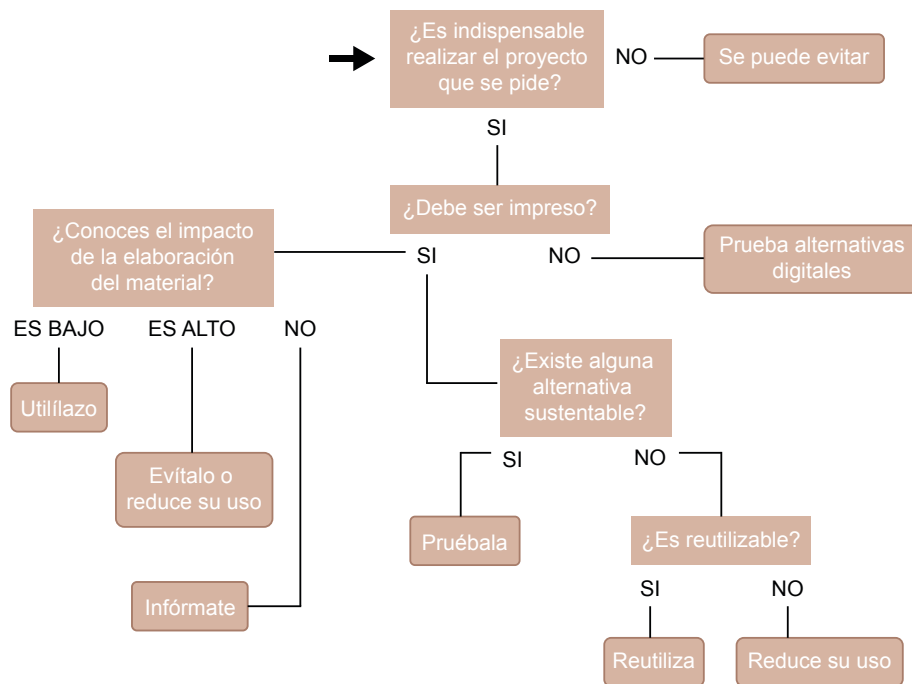 ¿Es indispensable
realizar el proyecto
que se pide?
NO
Se puede evitar
SI
¿Debe ser impreso?
¿Conoces el impacto
de la elaboración
del material?
SI
NO
Prueba alternativas
digitales
ES BAJO
ES ALTO
NO
¿Existe alguna
alternativa
sustentable?
Utilílazo
SI
NO
Evítalo o
reduce su uso
Pruébala
¿Es reutilizable?
SI
NO
Infórmate
Reutiliza
Reduce su uso